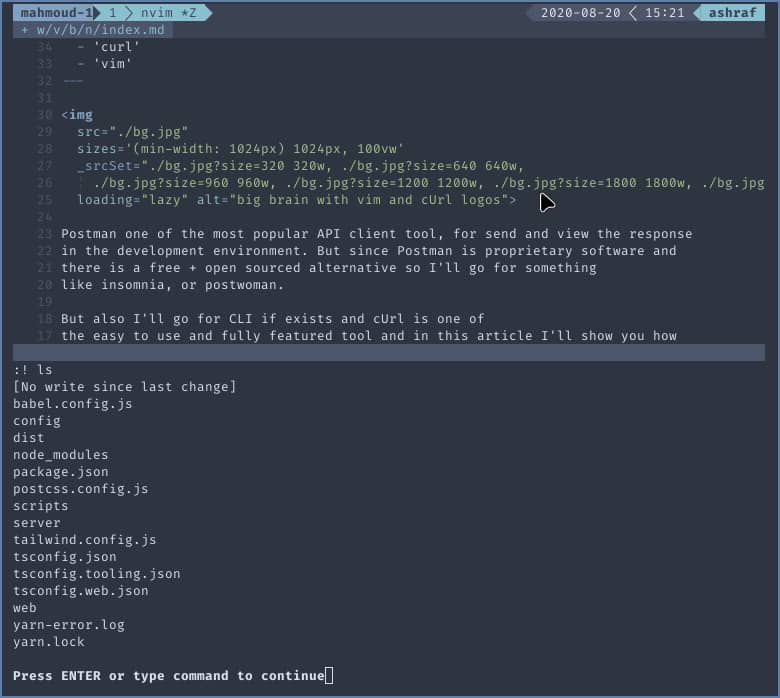 mahmoud-1 1 nvim *Z 2020-08-20 15:21 ashraf
+ w/v/b/n/index.md
34 - 'curl'
33 - 'vim'
32 ---
31
30 <img
29 src="./bg.jpg"
28 sizes='(min-width: 1024px) 1024px, 100vw'
27 _srcSet="./bg.jpg?size=320 320w, ./bg.jpg?size=640 640w,
26 ./bg.jpg?size=960 960w, ./bg.jpg?size=1200 1200w, ./bg.jpg?size=1800 1800w, ./bg.jpg
25 loading="lazy" alt="big brain with vim and cUrl logos">
24
23 Postman one of the most popular API client tool, for send and view the response
22 in the development environment. But since Postman is proprietary software and
21 there is a free + open sourced alternative so I'll go for something
20 like insomnia, or postwoman.
19
18 But also I'll go for CLI if exists and cUrl is one of
17 the easy to use and fully featured tool and in this article I'll show you how
:! ls
[No write since last change]
babel.config.js
config
dist
node_modules
package.json
postcss.config.js
scripts
server
tailwind.config.js
tsconfig.json
tsconfig.tooling.json
tsconfig.web.json
web
yarn-error.log
yarn.lock
Press ENTER or type command to continue